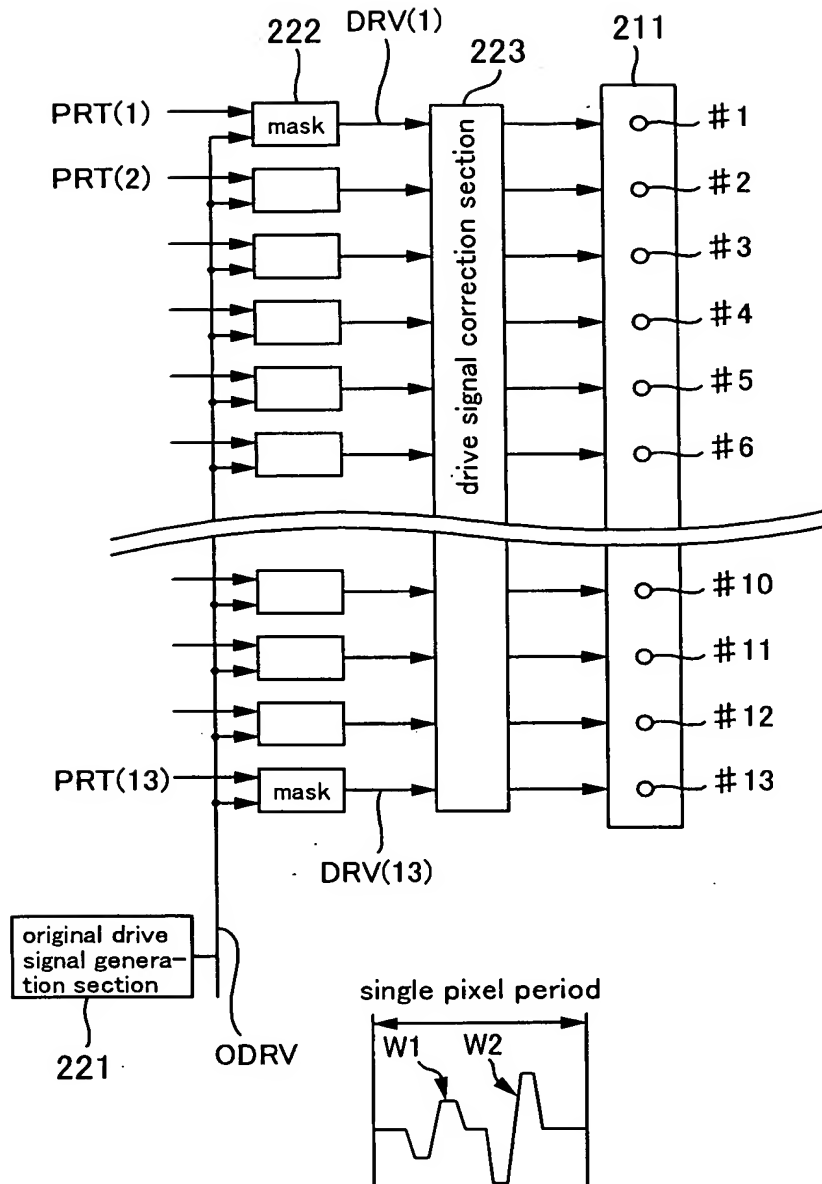 DRV(1)
222
223
211
PRT(1)
mask
#1
PRT(2)
#2
#3
#4
#5
#6
drive signal correction section
#10
#11
#12
PRT(13)
mask
#13
DRV(13)
original drive
signal genera-
tion section
221
ODRV
single pixel period
W1
W2